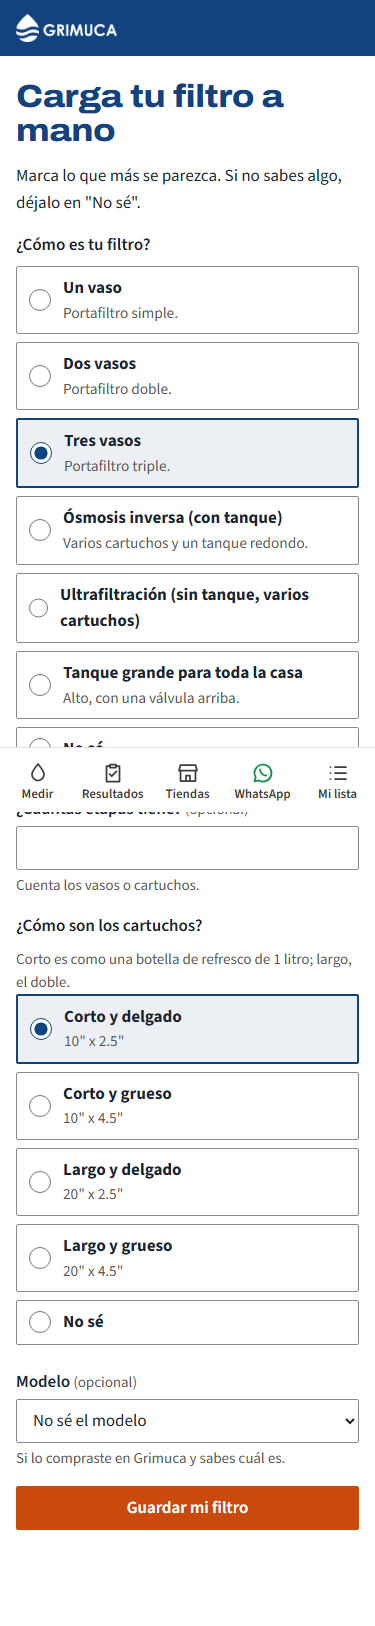 GRIMUCA
Carga tu filtro a
mano
Marca lo que más se parezca. Si no sabes algo,
déjalo en "No sé".
¿Cómo es tu filtro?
Un vaso
Portafiltro simple.
Dos vasos
Portafiltro doble.
Tres vasos
Portafiltro triple.
Ósmosis inversa (con tanque)
Varios cartuchos y un tanque redondo.
Ultrafiltración (sin tanque, varios
cartuchos)
Tanque grande para toda la casa
Alto, con una válvula arriba.
No sé
Medir
Resultados
Tiendas
WhatsApp
Mi lista
¿Cuántas etapas tiene? (opcional)
Cuenta los vasos o cartuchos.
¿Cómo son los cartuchos?
Corto es como una botella de refresco de 1 litro; largo,
el doble.
Corto y delgado
10" x 2.5"
Corto y grueso
10" x 4.5"
Largo y delgado
20" x 2.5"
Largo y grueso
20" x 4.5"
No sé
Modelo (opcional)
No sé el modelo
Si lo compraste en Grimuca y sabes cuál es.
Guardar mi filtro